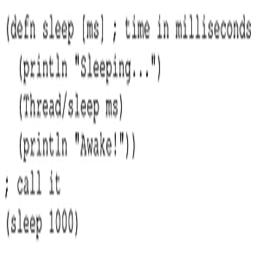 (defn sleep [ms] ; time in milliseconds
  (println "Sleeping...")
  (Thread/sleep ms)
  (println "Awake!"))
; call it
(sleep 1000)